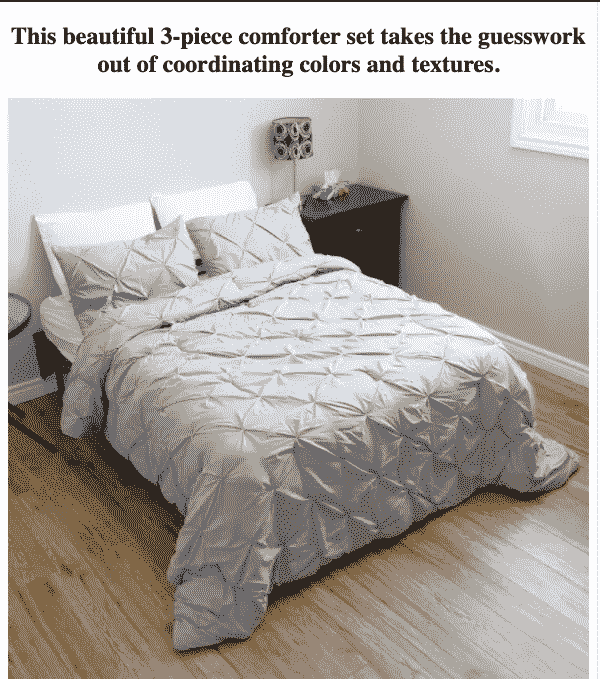 This beautiful 3-piece comforter set takes the guesswork
out of coordinating colors and textures.